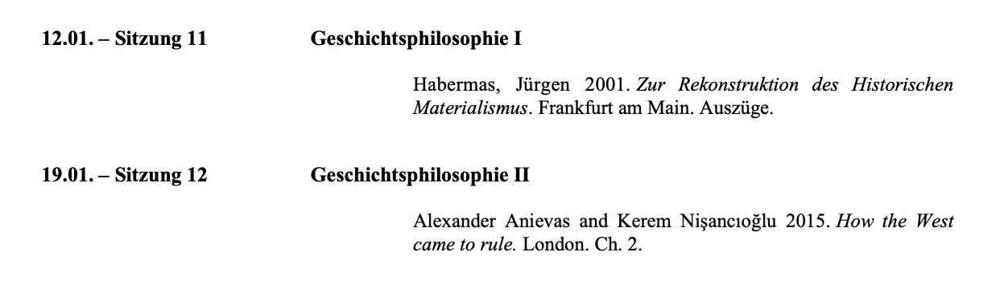 12.01. – Sitzung 11 Geschichtsphilosophie I
Habermas, Jürgen 2001. Zur Rekonstruktion des Historischen
Materialismus. Frankfurt am Main. Auszüge.
19.01. – Sitzung 12 Geschichtsphilosophie II
Alexander Anievas and Kerem Nişancıoğlu 2015. How the West
came to rule. London. Ch. 2.